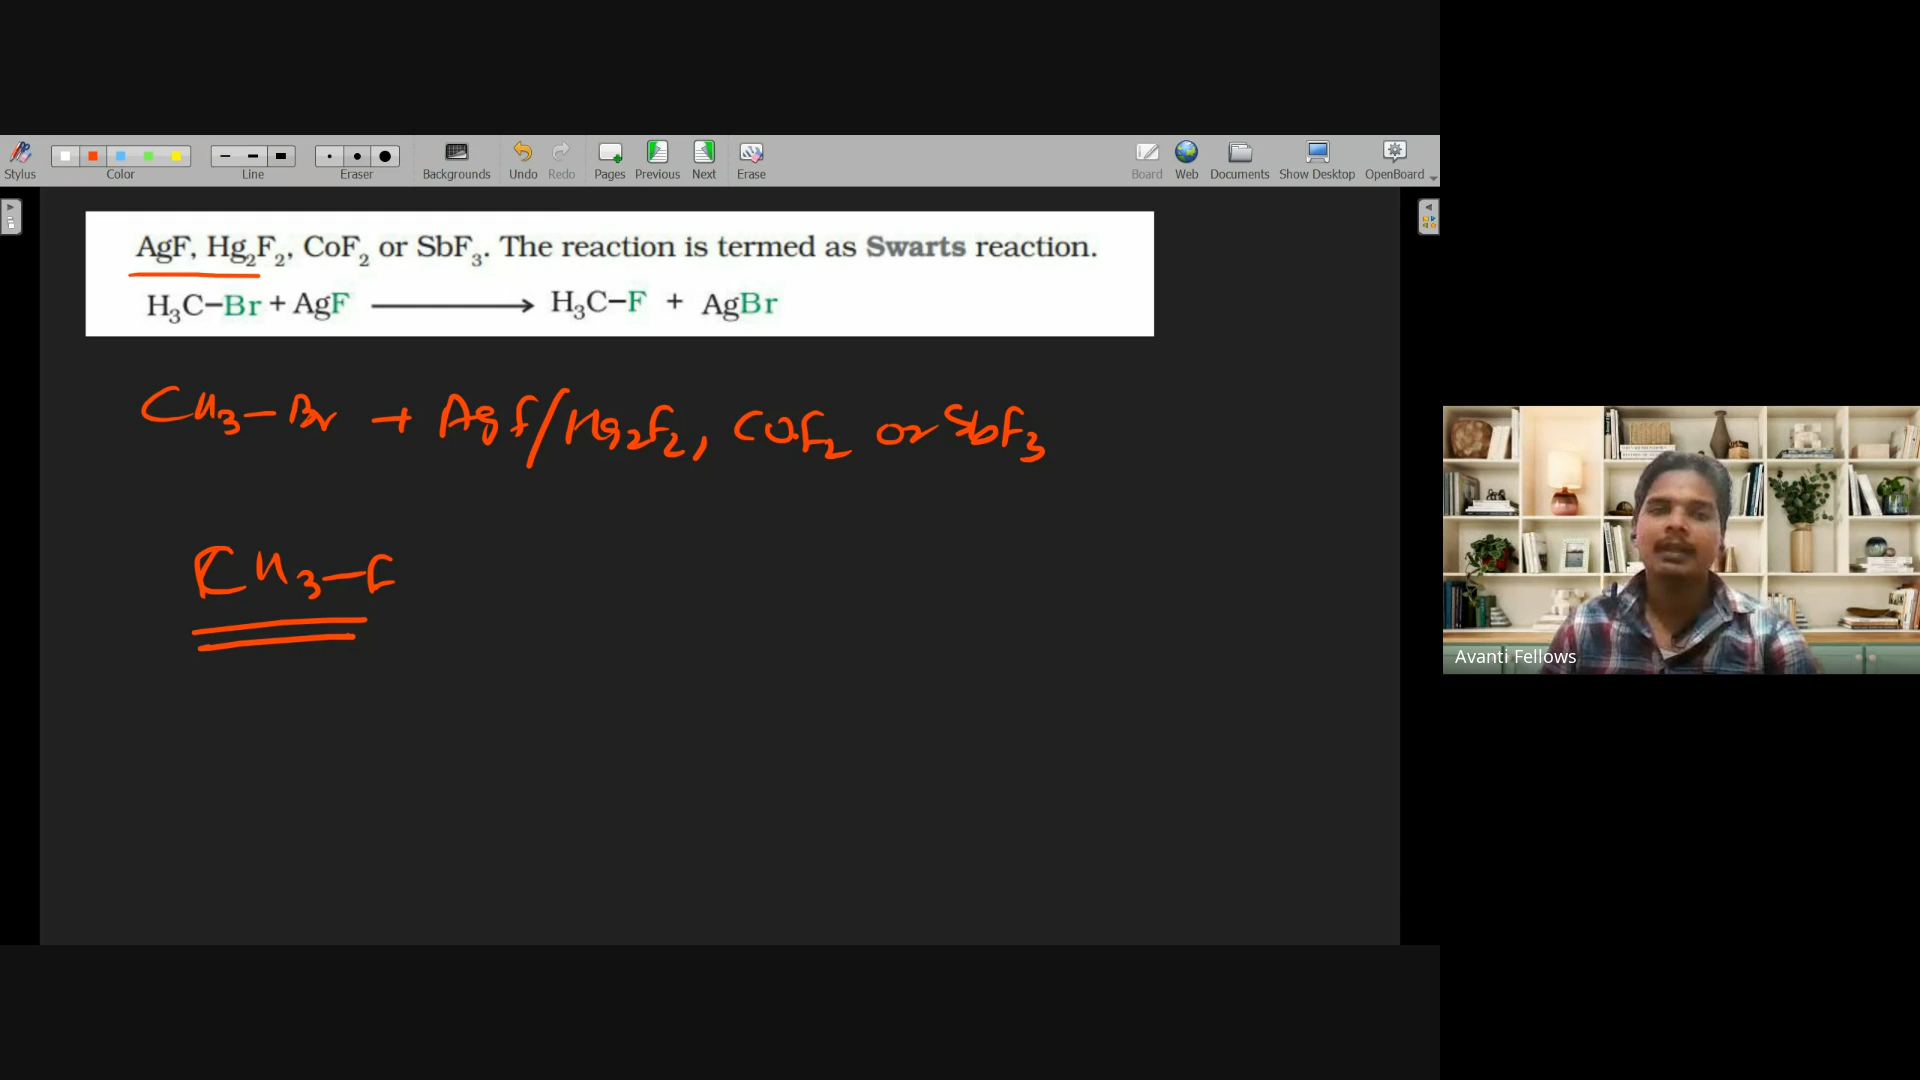 Stylus Color Line Eraser Backgrounds Undo Redo Pages Previous Next Erase Board Web Documents Show Desktop OpenBoard
AgF, Hg₂F₂, CoF₂ or SbF₃. The reaction is termed as Swarts reaction.
H₃C–Br + AgF ⟶ H₃C–F + AgBr
CH₃–Br + AgF/Hg₂F₂, CoF₂ or SbF₃
CH₃–F
Avanti Fellows